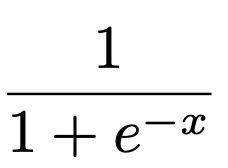 1
1 + e^{-x}